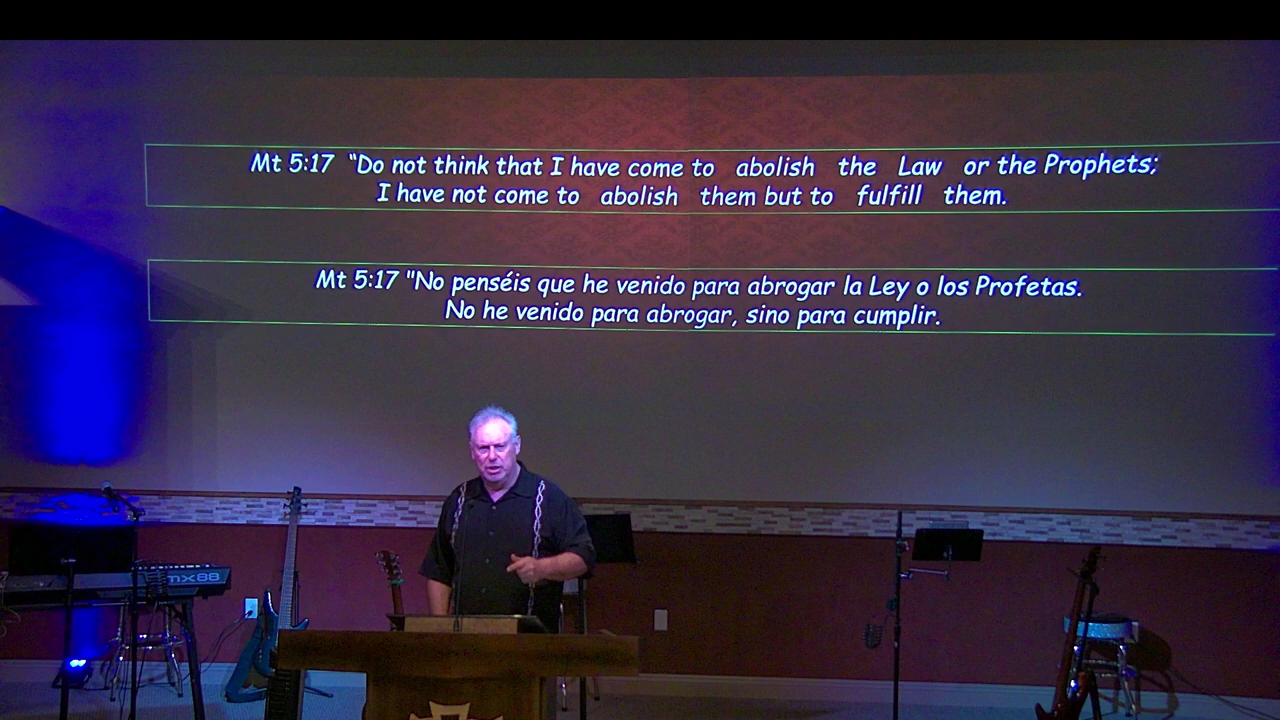 Mt 5:17 “Do not think that I have come to abolish the Law or the Prophets;
I have not come to abolish them but to fulfill them.
Mt 5:17 "No penséis que he venido para abrogar la Ley o los Profetas.
No he venido para abrogar, sino para cumplir.
mx88